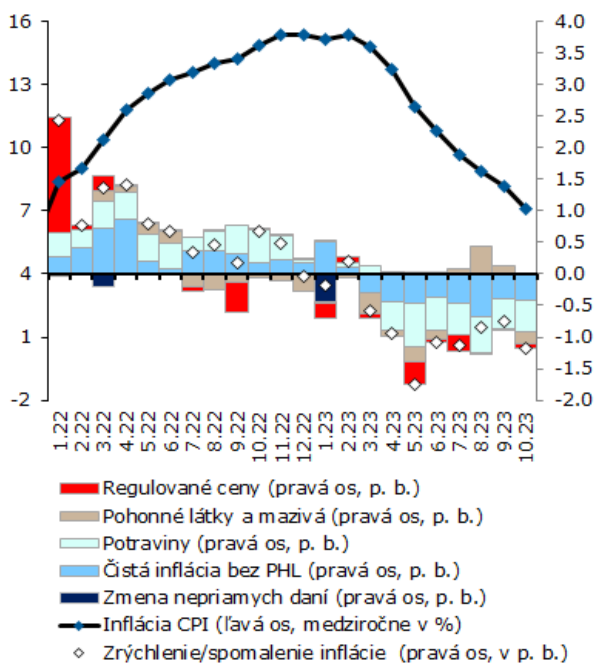 16 4.0
3.5
13 3.0
2.5
10 2.0
1.5
7 1.0
0.5
4 0.0
-0.5
1 -1.0
-1.5
-2 -2.0
1.22 2.22 3.22 4.22 5.22 6.22 7.22 8.22 9.22 10.22 11.22 12.22 1.23 2.23 3.23 4.23 5.23 6.23 7.23 8.23 9.23 10.23
Regulované ceny (pravá os, p. b.)
Pohonné látky a mazivá (pravá os, p. b.)
Potraviny (pravá os, p. b.)
Čistá inflácia bez PHL (pravá os, p. b.)
Zmena nepriamych daní (pravá os, p. b.)
Inflácia CPI (ľavá os, medziročne v %)
Zrýchlenie/spomalenie inflácie (pravá os, v p. b.)